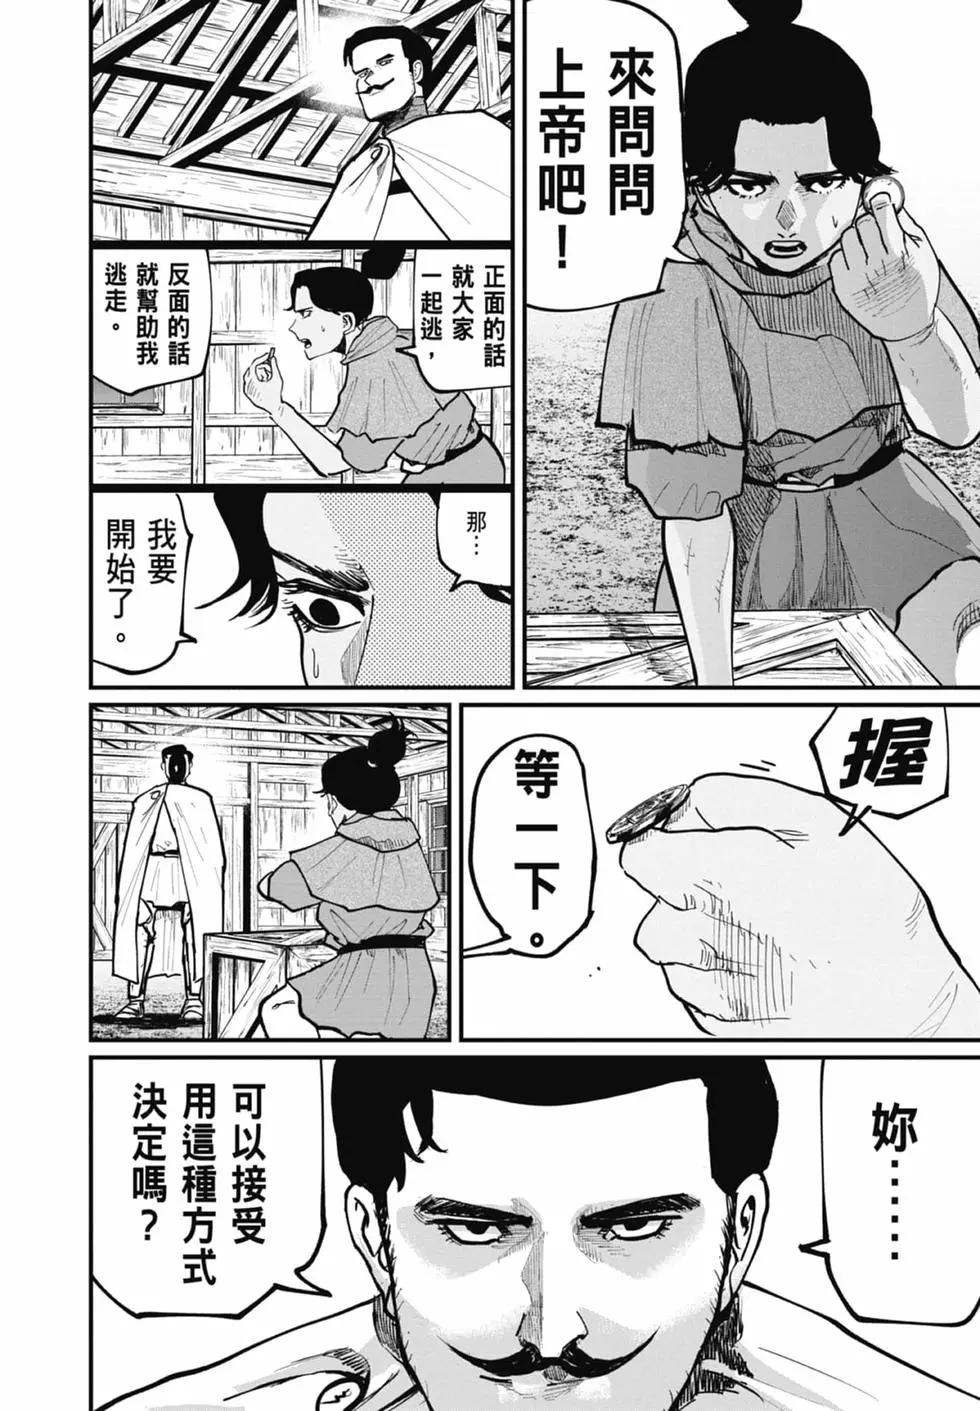 來問問
上帝吧！
正面的話
就大家
一起逃，
反面的話
就幫助我
逃走。
那…
我要
開始了。
握
等一下。
妳……
可以接受
用這種方式
決定嗎？